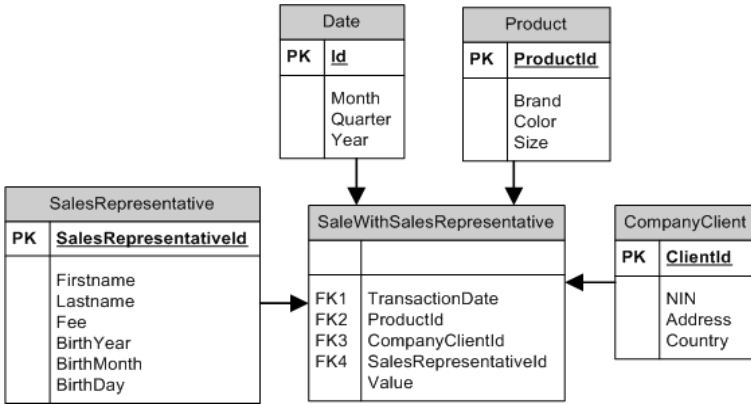 Date
PK Id
Month
Quarter
Year
Product
PK ProductId
Brand
Color
Size
SalesRepresentative
PK SalesRepresentativeId
Firstname
Lastname
Fee
BirthYear
BirthMonth
BirthDay
SaleWithSalesRepresentative
FK1 TransactionDate
FK2 ProductId
FK3 CompanyClientId
FK4 SalesRepresentativeId
Value
CompanyClient
PK ClientId
NIN
Address
Country